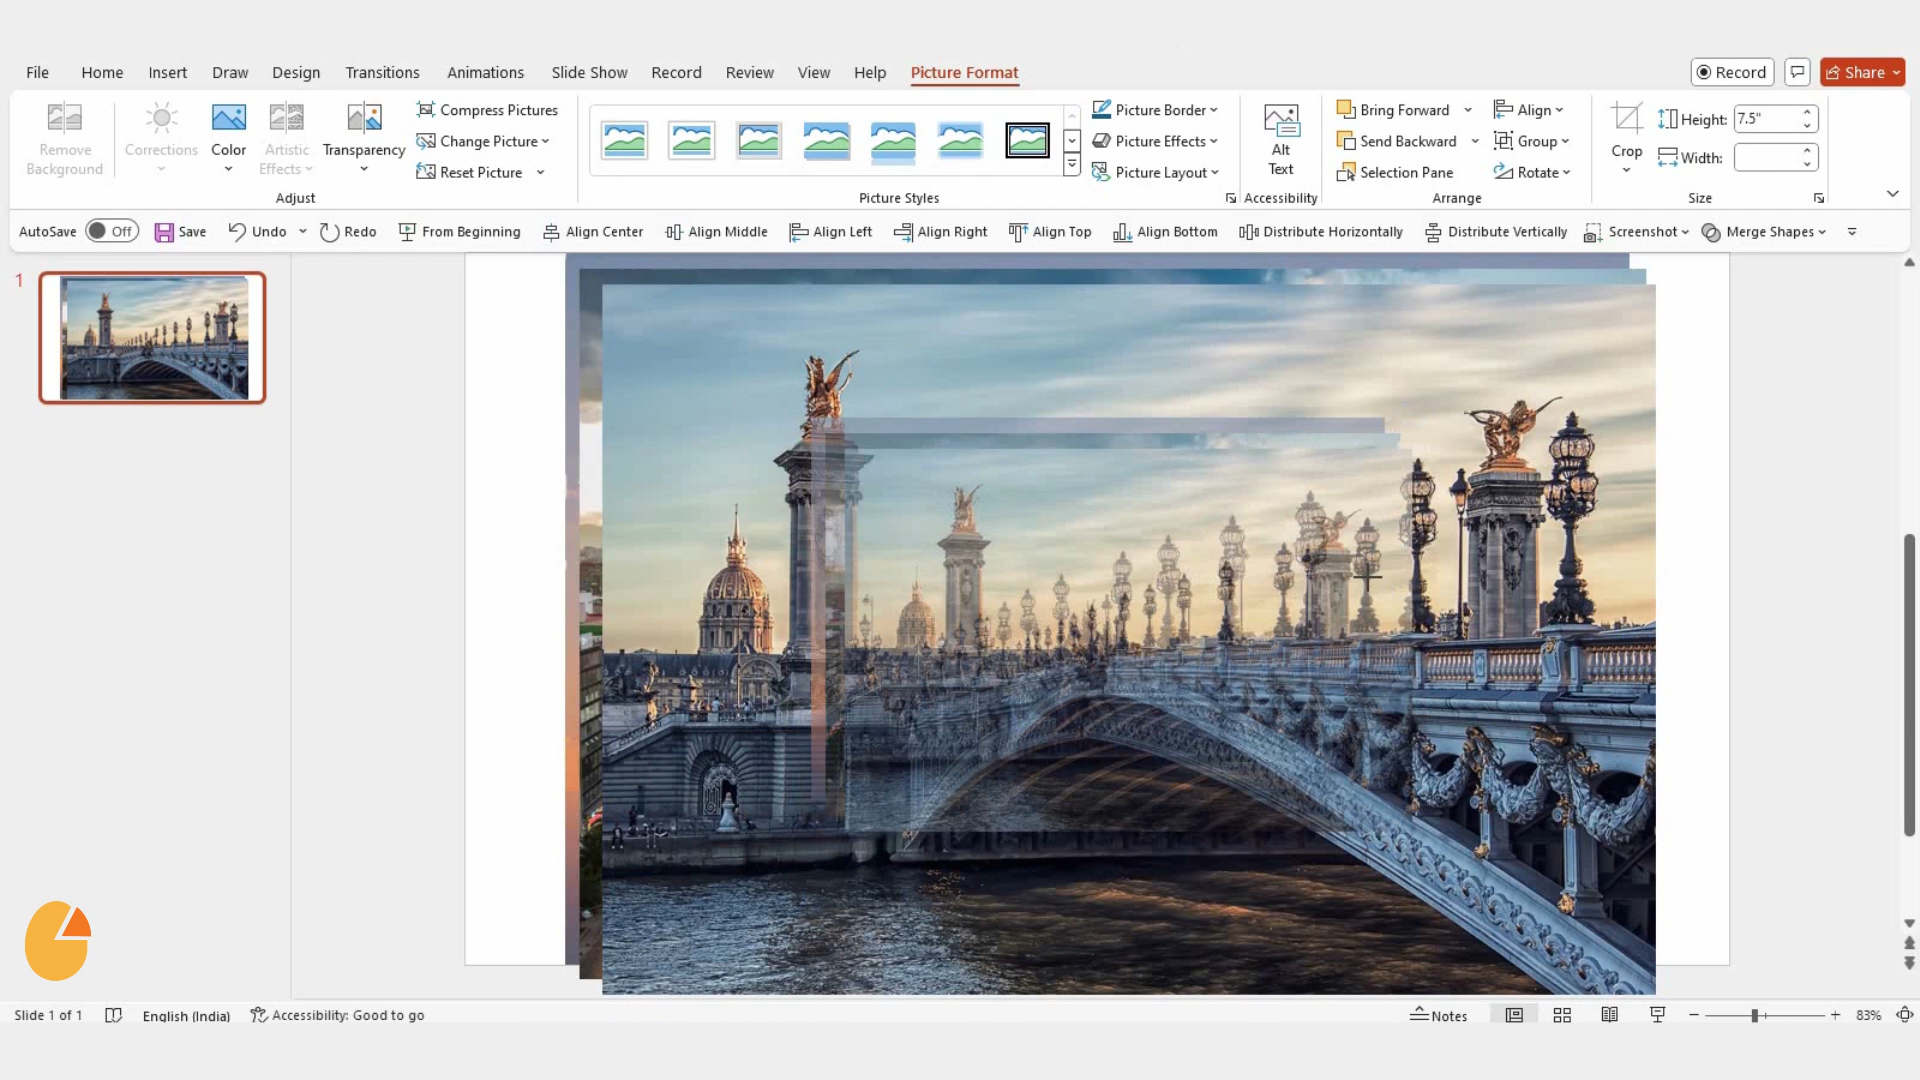 File Home Insert Draw Design Transitions Animations Slide Show Record Review View Help Picture Format Record Share
Remove Background Corrections Color Artistic Effects Transparency
Compress Pictures
Change Picture
Reset Picture
Adjust
Picture Styles
Picture Border
Picture Effects
Picture Layout
Alt Text
Accessibility
Bring Forward
Send Backward
Selection Pane
Align
Group
Rotate
Arrange
Crop
Height: 7.5"
Width:
Size
AutoSave Off Save Undo Redo From Beginning Align Center Align Middle Align Left Align Right Align Top Align Bottom Distribute Horizontally Distribute Vertically Screenshot Merge Shapes
1
Slide 1 of 1 English (India) Accessibility: Good to go Notes 83%